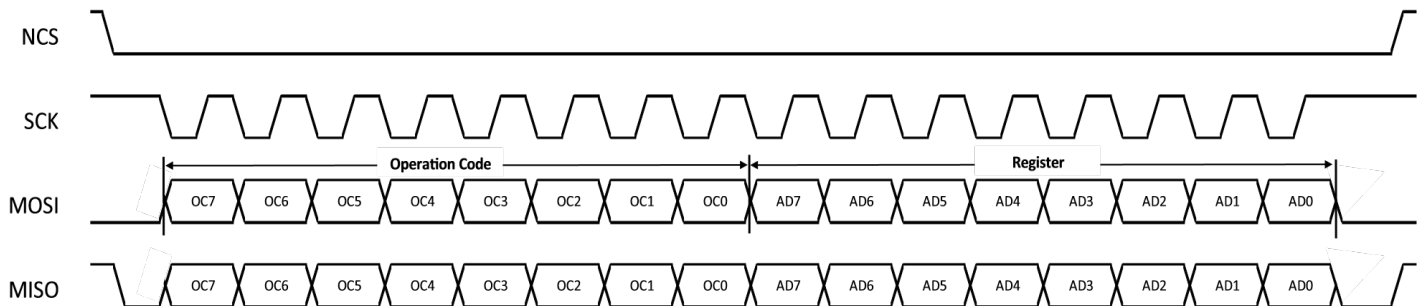 NCS
SCK
Operation Code Register
MOSI OC7 OC6 OC5 OC4 OC3 OC2 OC1 OC0 AD7 AD6 AD5 AD4 AD3 AD2 AD1 AD0
MISO OC7 OC6 OC5 OC4 OC3 OC2 OC1 OC0 AD7 AD6 AD5 AD4 AD3 AD2 AD1 AD0